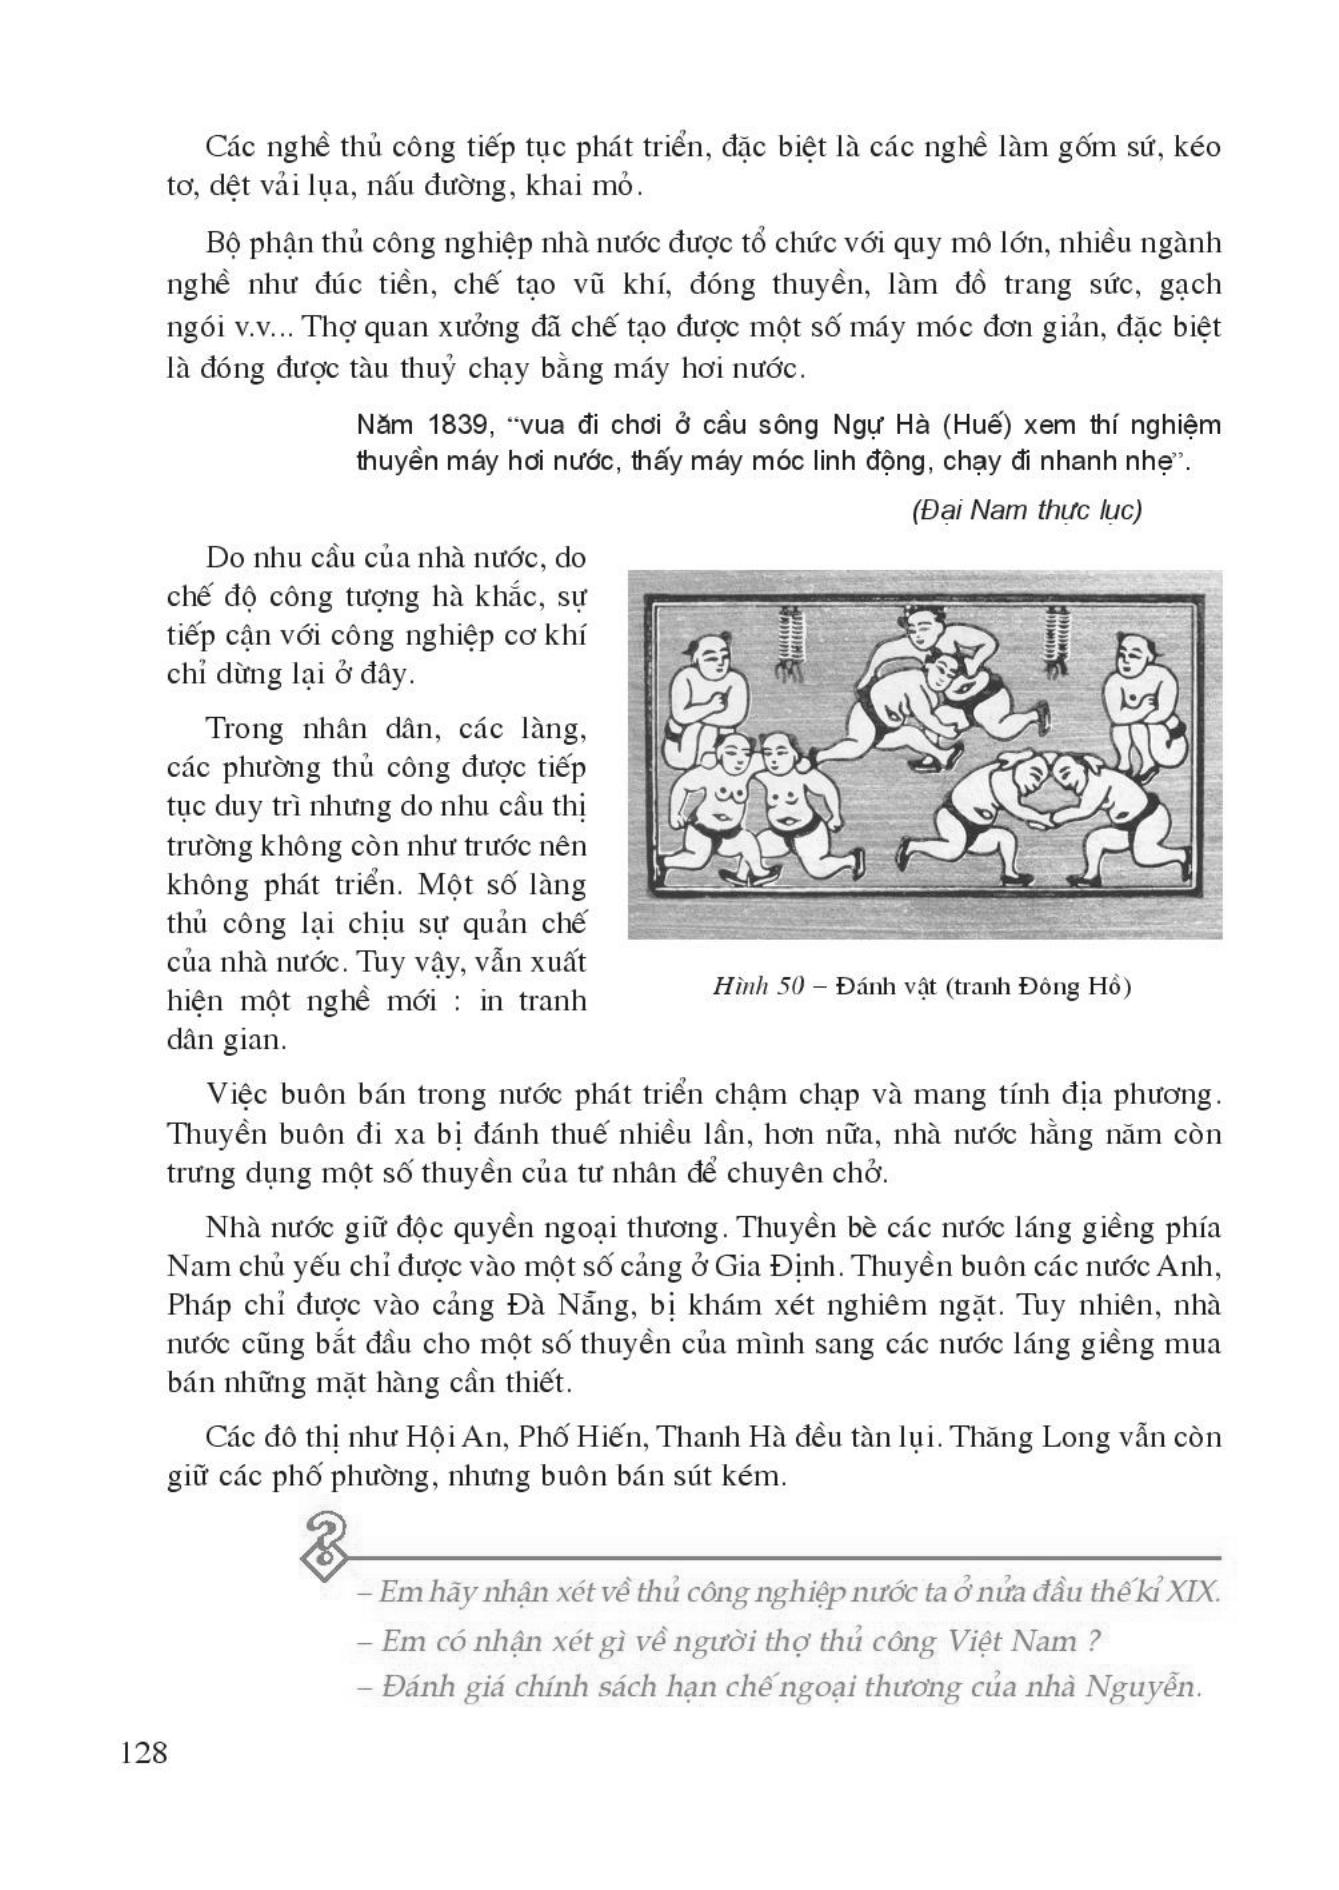 Các nghề thủ công tiếp tục phát triển, đặc biệt là các nghề làm gốm sứ, kéo
tơ, dệt vải lụa, nấu đường, khai mỏ.
Bộ phận thủ công nghiệp nhà nước được tổ chức với quy mô lớn, nhiều ngành
nghề như đúc tiền, chế tạo vũ khí, đóng thuyền, làm đồ trang sức, gạch
ngói v.v... Thợ quan xưởng đã chế tạo được một số máy móc đơn giản, đặc biệt
là đóng được tàu thuỷ chạy bằng máy hơi nước.
Năm 1839, “vua đi chơi ở cầu sông Ngự Hà (Huế) xem thí nghiệm
thuyền máy hơi nước, thấy máy móc linh động, chạy đi nhanh nhẹ”.
(Đại Nam thực lục)
Do nhu cầu của nhà nước, do
chế độ công tượng hà khắc, sự
tiếp cận với công nghiệp cơ khí
chỉ dừng lại ở đây.
Trong nhân dân, các làng,
các phường thủ công được tiếp
tục duy trì nhưng do nhu cầu thị
trường không còn như trước nên
không phát triển. Một số làng
thủ công lại chịu sự quản chế
của nhà nước. Tuy vậy, vẫn xuất
hiện một nghề mới : in tranh
dân gian.
Hình 50 – Đánh vật (tranh Đông Hồ)
Việc buôn bán trong nước phát triển chậm chạp và mang tính địa phương.
Thuyền buôn đi xa bị đánh thuế nhiều lần, hơn nữa, nhà nước hằng năm còn
trưng dụng một số thuyền của tư nhân để chuyên chở.
Nhà nước giữ độc quyền ngoại thương. Thuyền bè các nước láng giềng phía
Nam chủ yếu chỉ được vào một số cảng ở Gia Định. Thuyền buôn các nước Anh,
Pháp chỉ được vào cảng Đà Nẵng, bị khám xét nghiêm ngặt. Tuy nhiên, nhà
nước cũng bắt đầu cho một số thuyền của mình sang các nước láng giềng mua
bán những mặt hàng cần thiết.
Các đô thị như Hội An, Phố Hiến, Thanh Hà đều tàn lụi. Thăng Long vẫn còn
giữ các phố phường, nhưng buôn bán sút kém.
– Em hãy nhận xét về thủ công nghiệp nước ta ở nửa đầu thế kỉ XIX.
– Em có nhận xét gì về người thợ thủ công Việt Nam ?
– Đánh giá chính sách hạn chế ngoại thương của nhà Nguyễn.
128